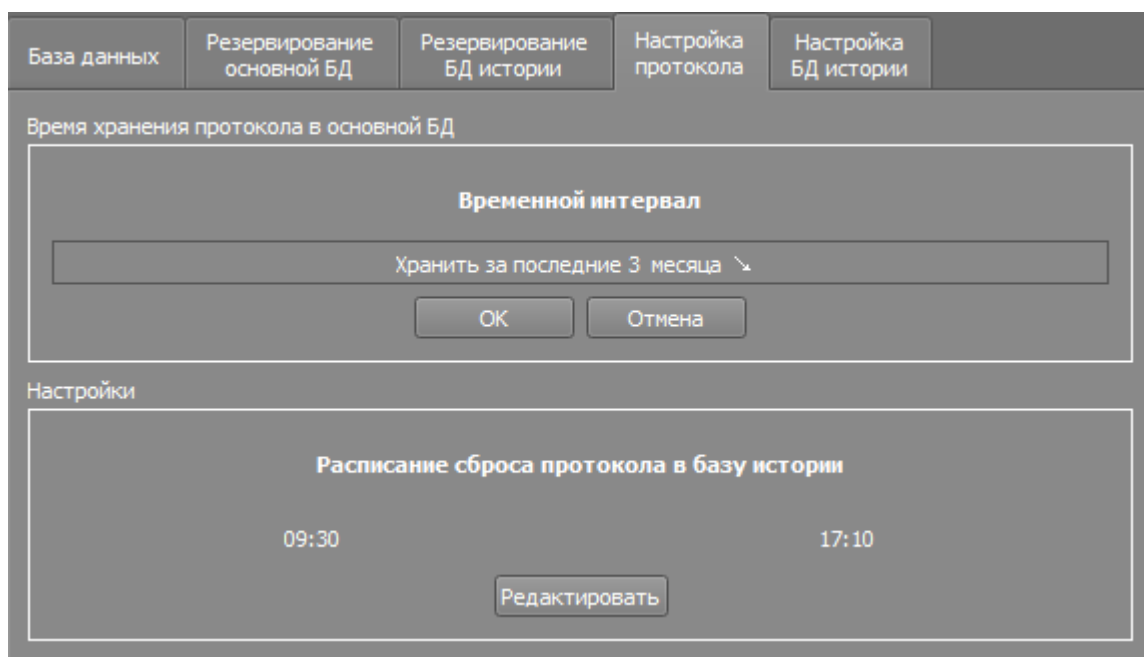 База данных
Резервирование
основной БД
Резервирование
БД истории
Настройка
протокола
Настройка
БД истории
Время хранения протокола в основной БД
Временной интервал
Хранить за последние 3 месяца ↘
OK
Отмена
Настройки
Расписание сброса протокола в базу истории
09:30
17:10
Редактировать